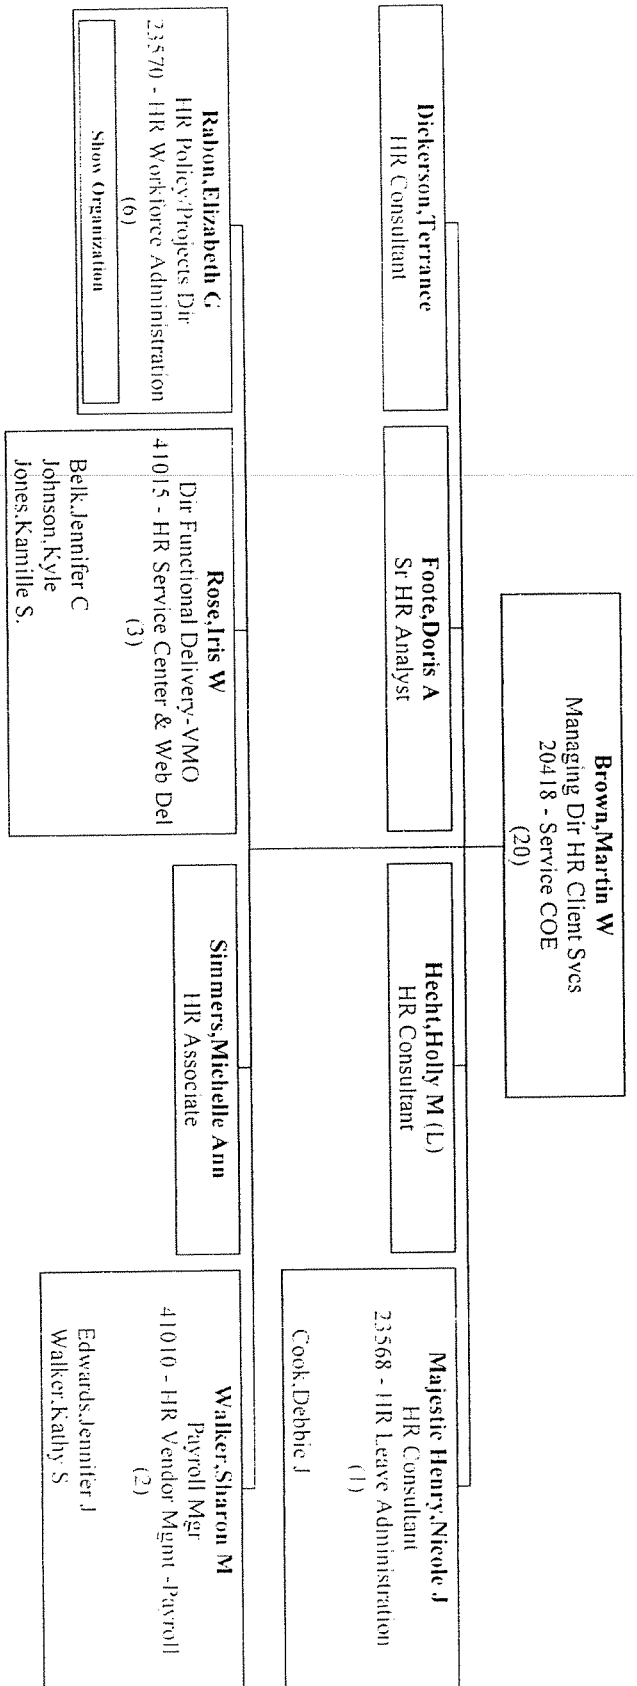 Brown,Martin W
Managing Dir HR Client Svcs
20418 - Service COE
(20)
Dickerson,Terrance
HR Consultant
Foote,Doris A
Sr HR Analyst
Hecht,Holly M (L)
HR Consultant
Majestic Henry,Nicole J
HR Consultant
23568 - HR Leave Administration
(1)
Cook,Debbie J
Rabon,Elizabeth G
HR Policy/Projects Dir
23570 - HR Workforce Administration
(6)
Show Organization
Rose,Iris W
Dir Functional Delivery-VMO
41015 - HR Service Center & Web Del
(3)
Belk,Jennifer C
Johnson,Kyle
Jones,Kamille S.
Simmers,Michelle Ann
HR Associate
Walker,Sharon M
Payroll Mgr
41010 - HR Vendor Mgmt -Payroll
(2)
Edwards,Jennifer J
Walker,Kathy S